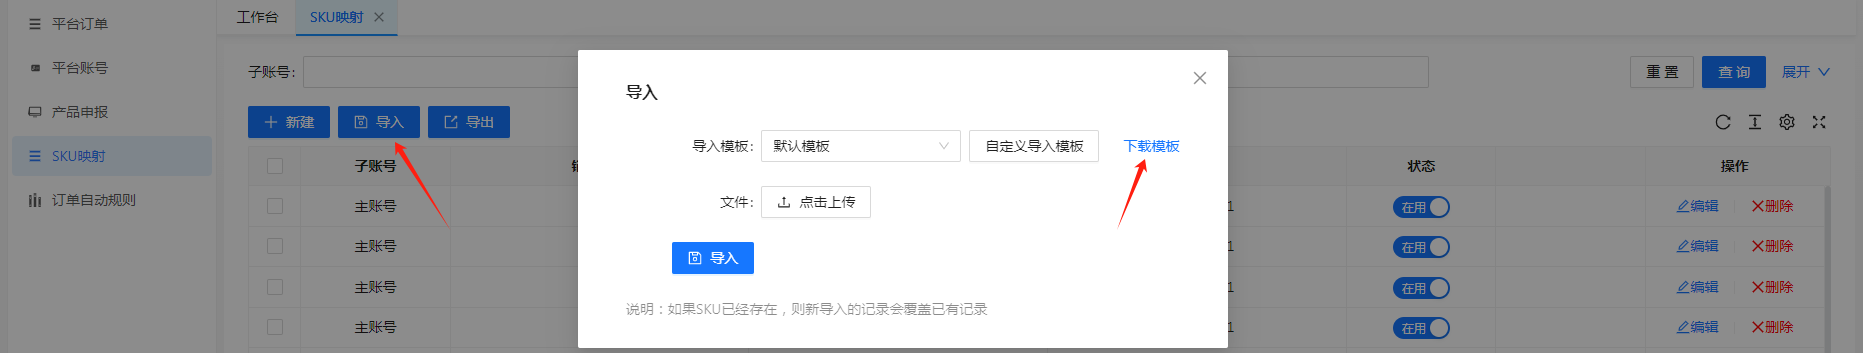 平台订单
平台账号
产品申报
SKU映射
订单自动规则
工作台 SKU映射
子账号: 重置 查询 展开
新建 导入 导出
子账号 状态 操作
主账号 1 在用 编辑 删除
主账号 1 在用 编辑 删除
主账号 1 在用 编辑 删除
主账号 1 在用 编辑 删除
导入
导入模板: 默认模板 自定义导入模板 下载模板
文件: 点击上传
导入
说明：如果SKU已经存在，则新导入的记录会覆盖已有记录